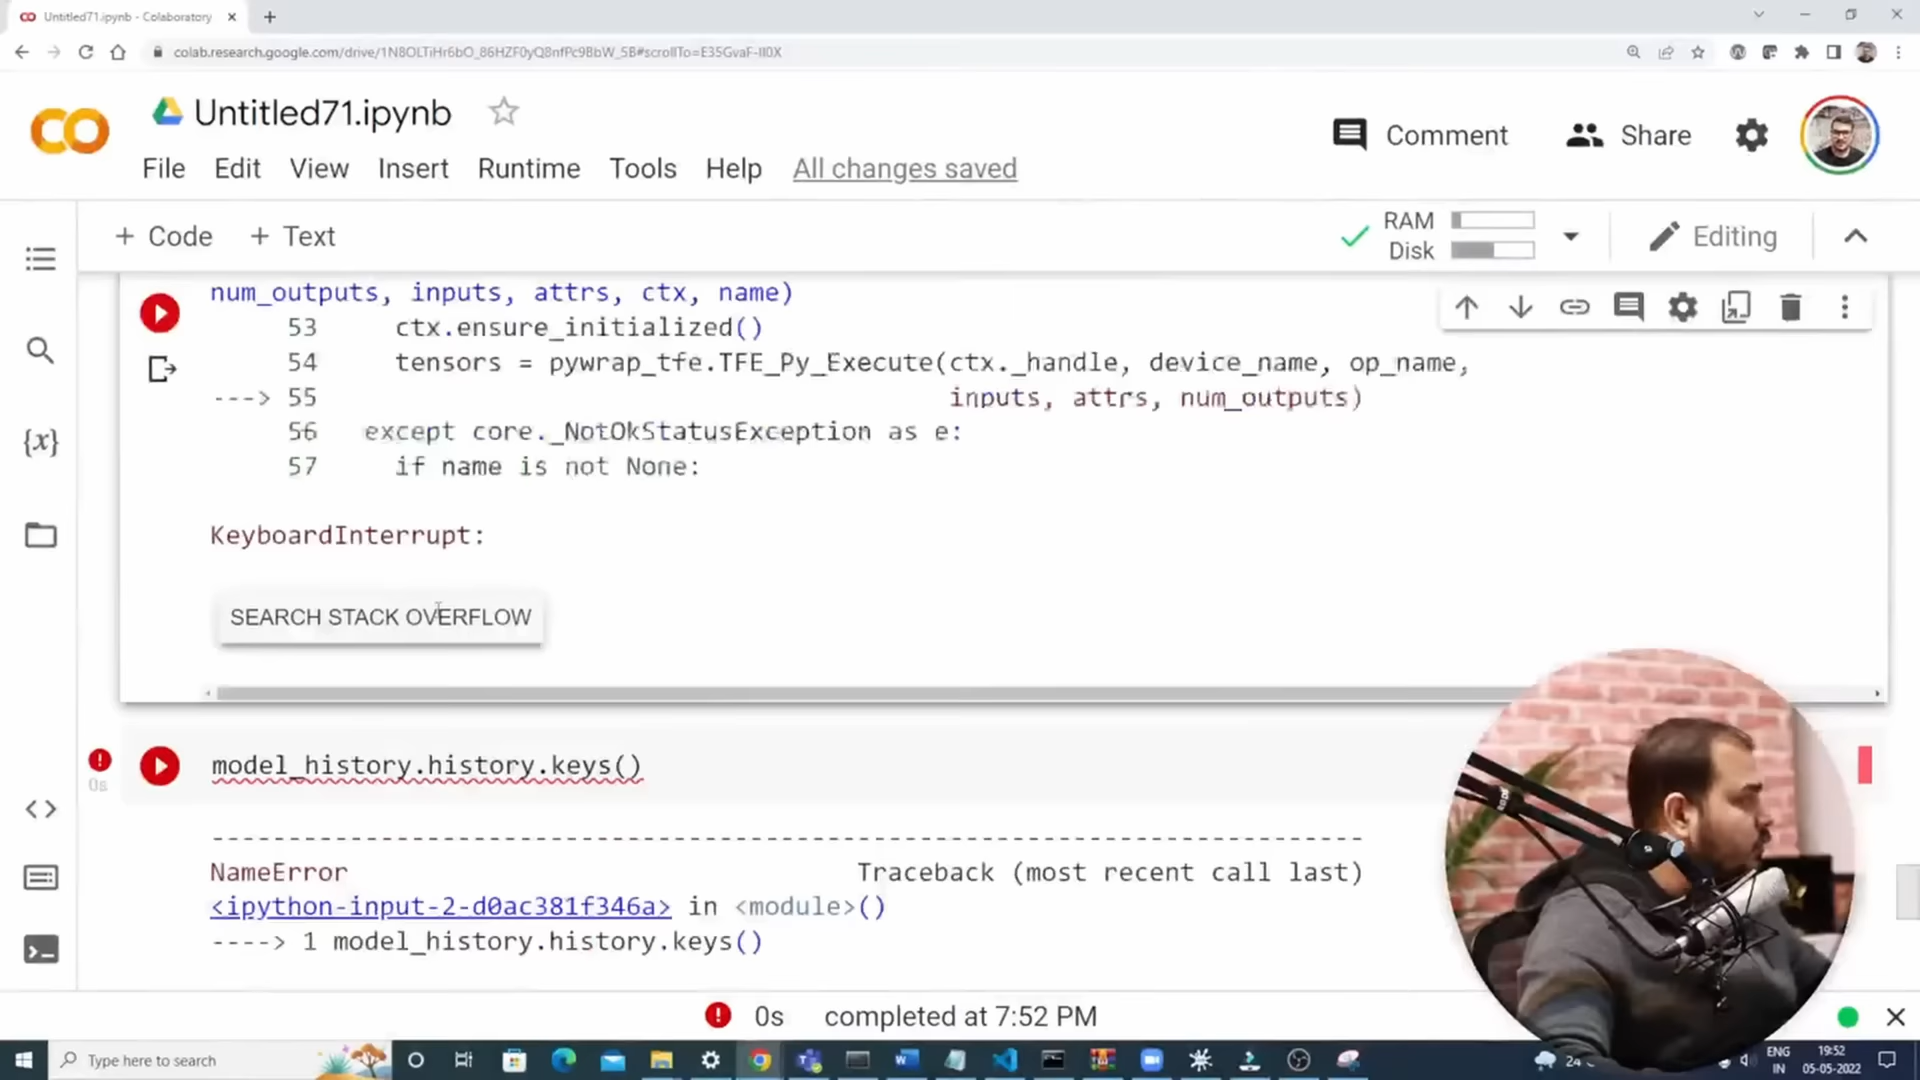 Untitled71.ipynb - Colaboratory
colab.research.google.com/drive/1N8OLTiHr6bO_86HZF0yQ8nfPc9BbW_5B#scrollTo=E35GvaF-Il0X
Untitled71.ipynb
Comment
Share
File Edit View Insert Runtime Tools Help All changes saved
+ Code + Text
RAM
Disk
Editing
num_outputs, inputs, attrs, ctx, name)
53 ctx.ensure_initialized()
54 tensors = pywrap_tfe.TFE_Py_Execute(ctx._handle, device_name, op_name,
---> 55 inputs, attrs, num_outputs)
56 except core._NotOkStatusException as e:
57 if name is not None:
KeyboardInterrupt:
SEARCH STACK OVERFLOW
0s
model_history.history.keys()
---------------------------------------------------------------------------
NameError Traceback (most recent call last)
<ipython-input-2-d0ac381f346a> in <module>()
----> 1 model_history.history.keys()
0s completed at 7:52 PM
Type here to search
24
ENG
IN
19:52
05-05-2022